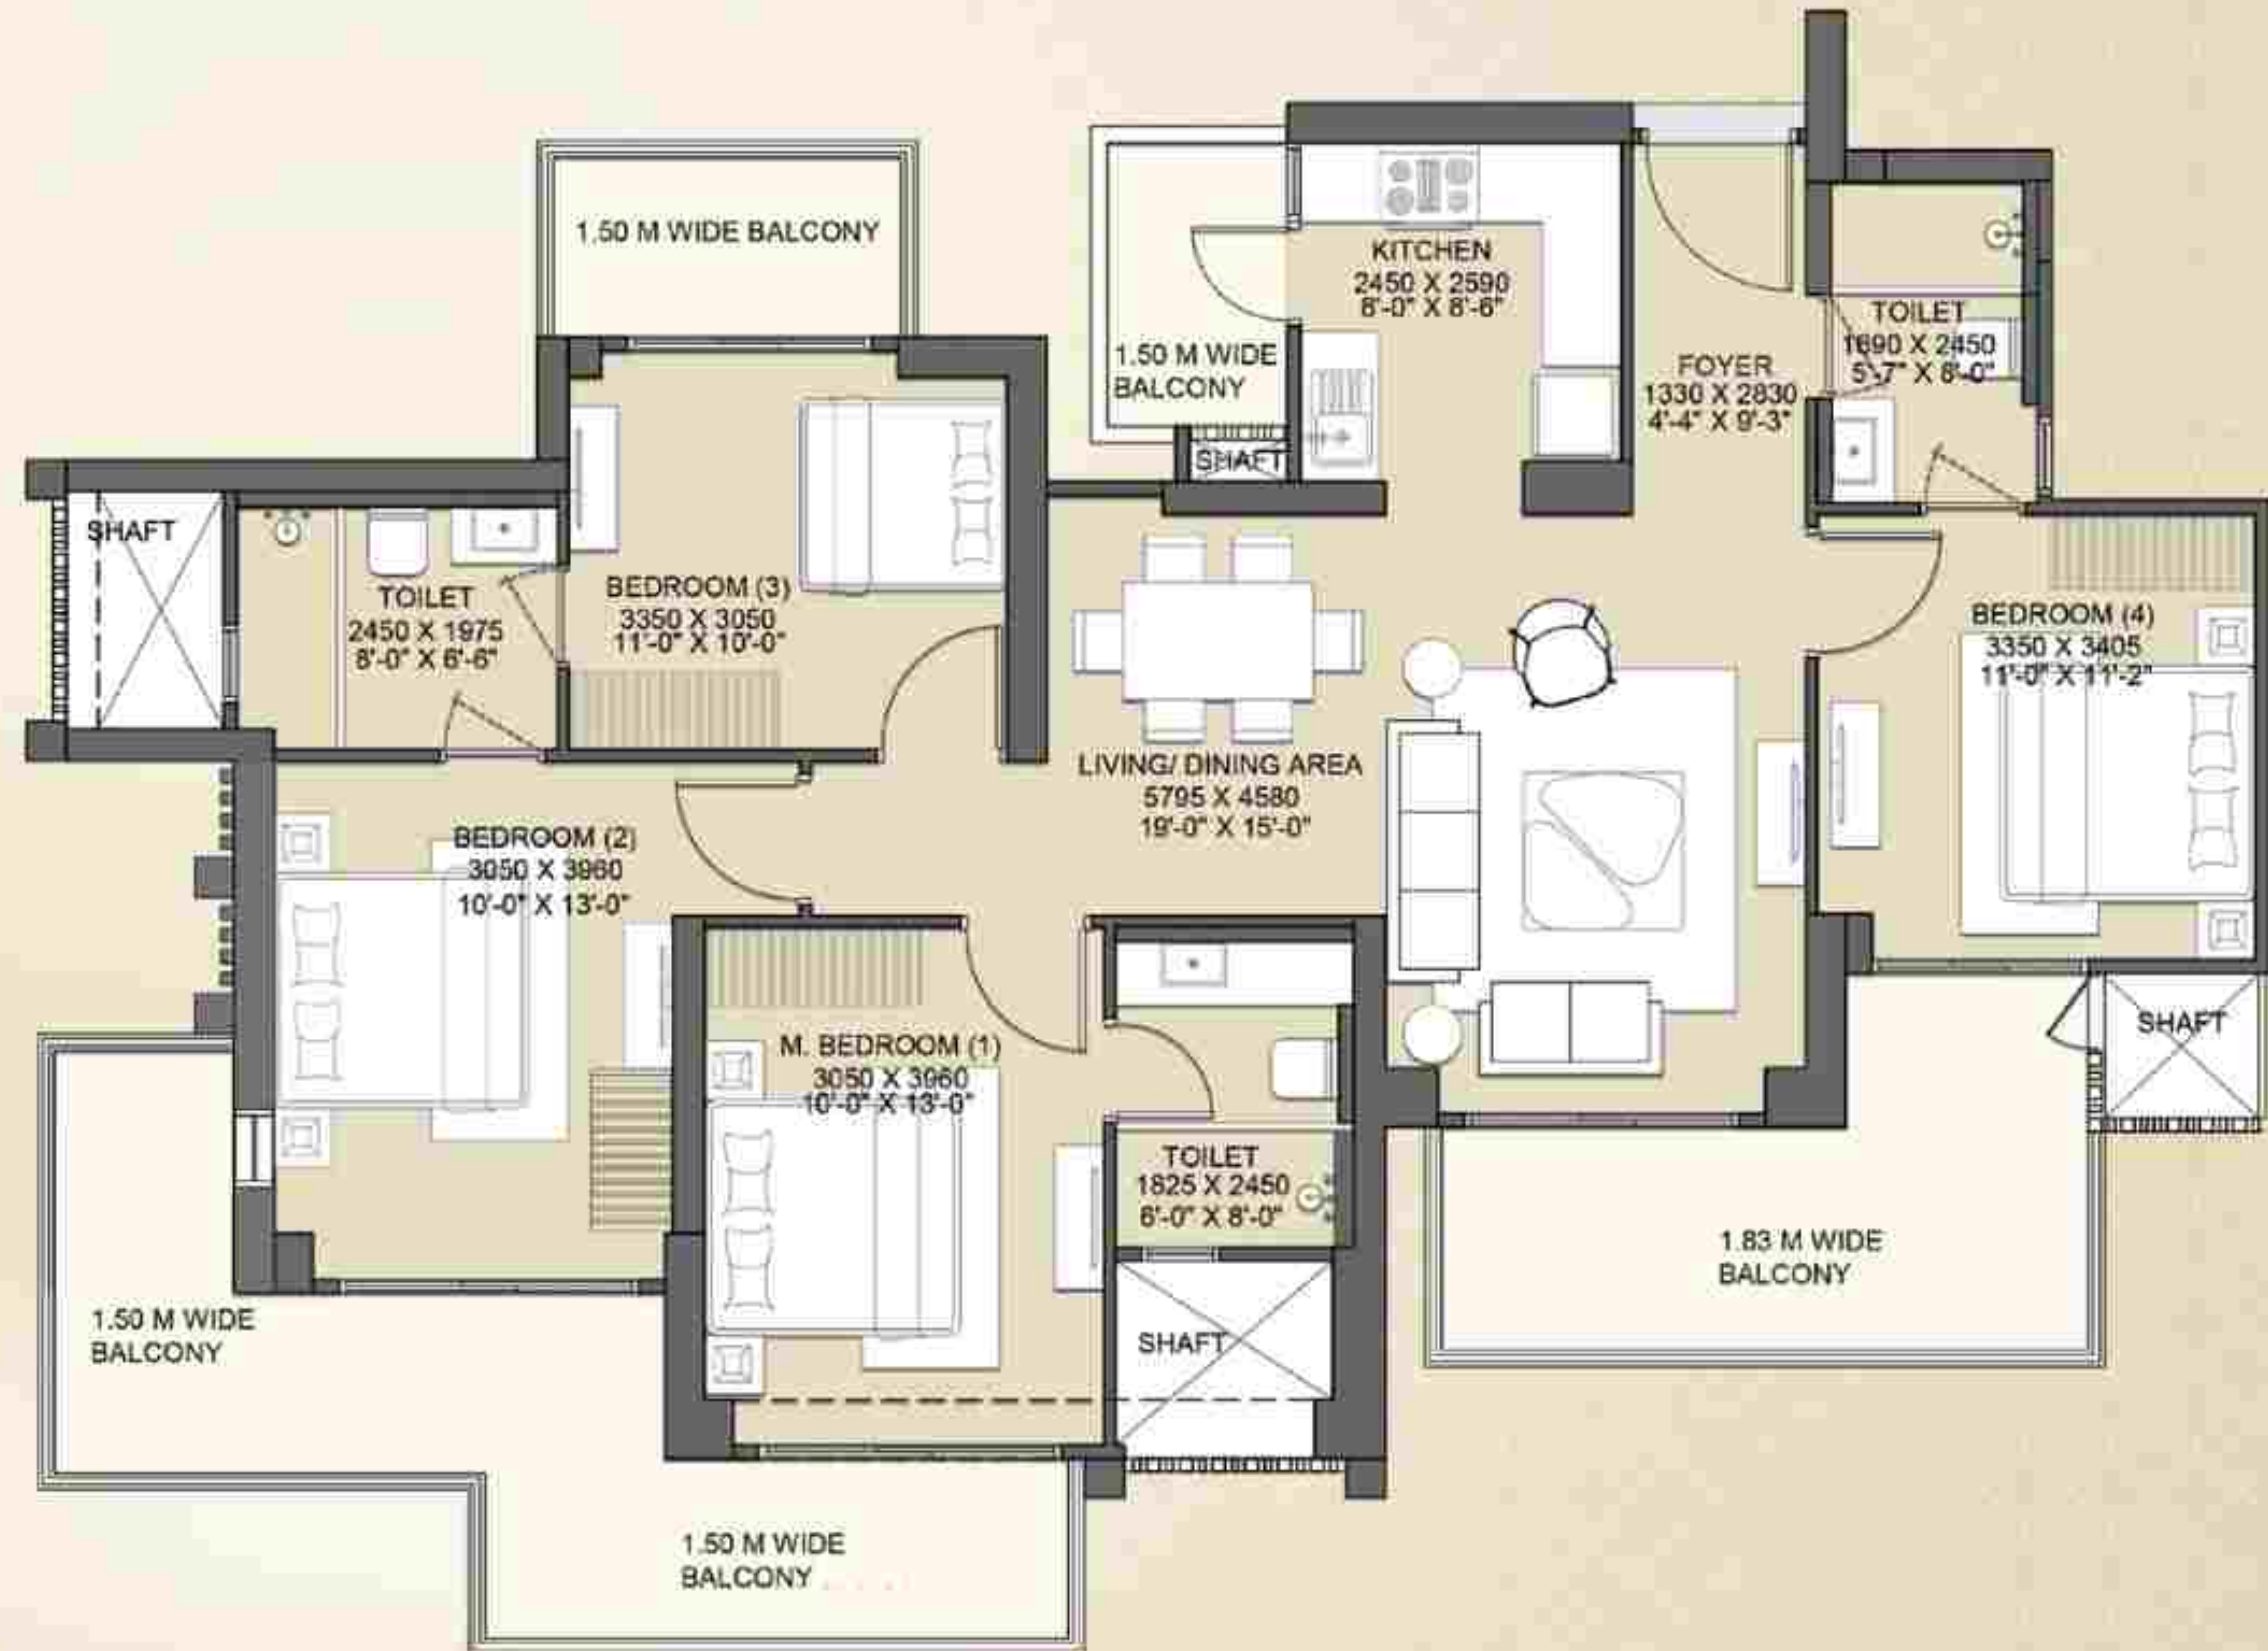 1.50 M WIDE BALCONY
KITCHEN
2450 X 2590
8'-0" X 8'-6"
1.50 M WIDE
BALCONY
SHAFT
FOYER
1330 X 2830
4'-4" X 9'-3"
TOILET
1690 X 2450
5'-7" X 8'-0"
SHAFT
TOILET
2450 X 1975
8'-0" X 6'-6"
BEDROOM (3)
3350 X 3050
11'-0" X 10'-0"
BEDROOM (4)
3350 X 3405
11'-0" X 11'-2"
LIVING/ DINING AREA
5795 X 4580
19'-0" X 15'-0"
BEDROOM (2)
3050 X 3960
10'-0" X 13'-0"
M. BEDROOM (1)
3050 X 3960
10'-0" X 13'-0"
SHAFT
TOILET
1825 X 2450
6'-0" X 8'-0"
1.83 M WIDE
BALCONY
1.50 M WIDE
BALCONY
SHAFT
1.50 M WIDE
BALCONY